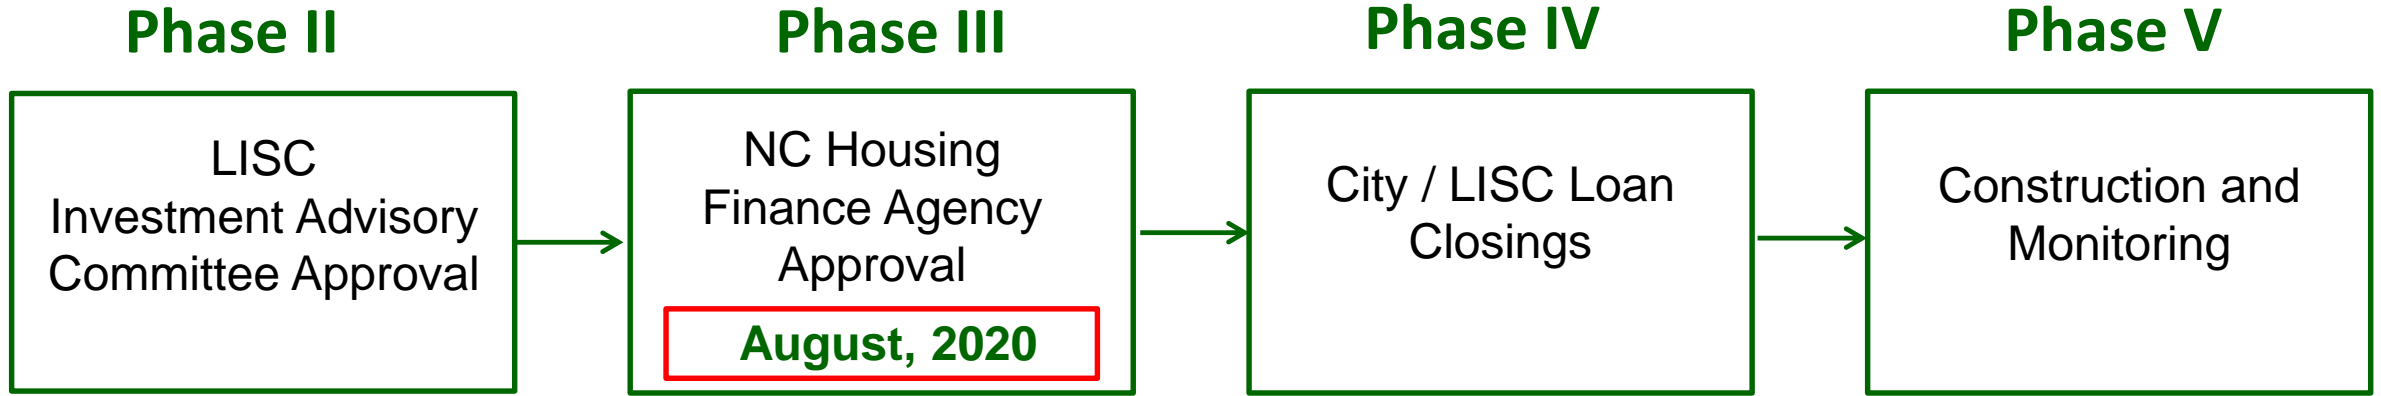 Phase II
LISC
Investment Advisory
Committee Approval
Phase III
NC Housing
Finance Agency
Approval
August, 2020
Phase IV
City / LISC Loan
Closings
Phase V
Construction and
Monitoring